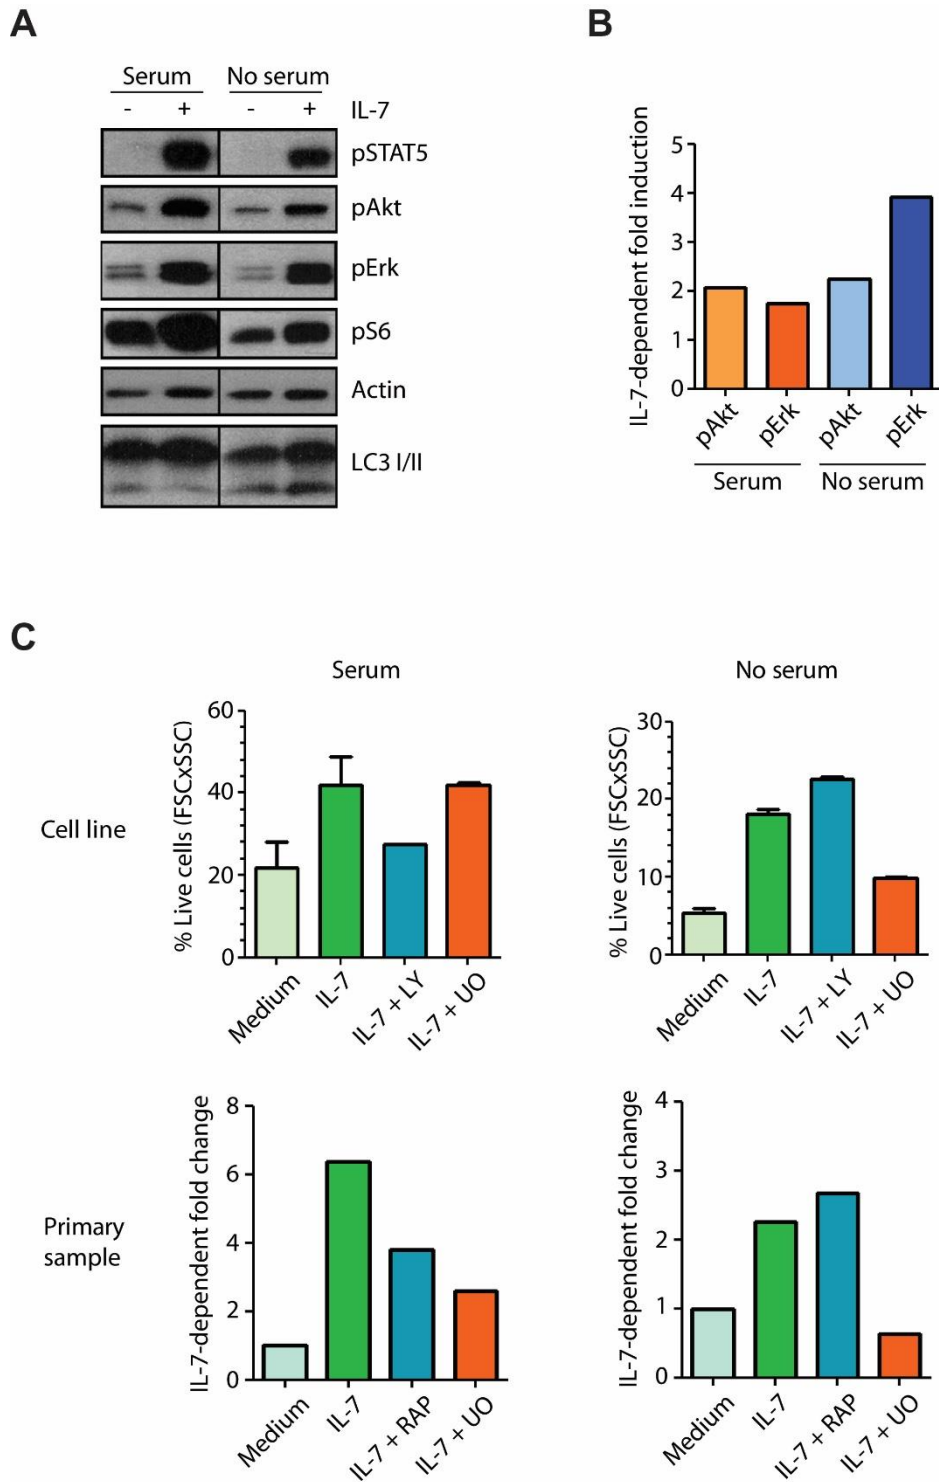 A
Serum No serum
- + - + IL-7
pSTAT5
pAkt
pErk
pS6
Actin
LC3 I/II
B
IL-7-dependent fold induction
5
4
3
2
1
0
pAkt pErk pAkt pErk
Serum No serum
C
Serum
No serum
Cell line
% Live cells (FSCxSSC)
60
40
20
0
Medium IL-7 IL-7 + LY IL-7 + UO
% Live cells (FSCxSSC)
30
20
10
0
Medium IL-7 IL-7 + LY IL-7 + UO
Primary
sample
IL-7-dependent fold change
8
6
4
2
0
Medium IL-7 IL-7 + RAP IL-7 + UO
IL-7-dependent fold change
4
3
2
1
0
Medium IL-7 IL-7 + RAP IL-7 + UO